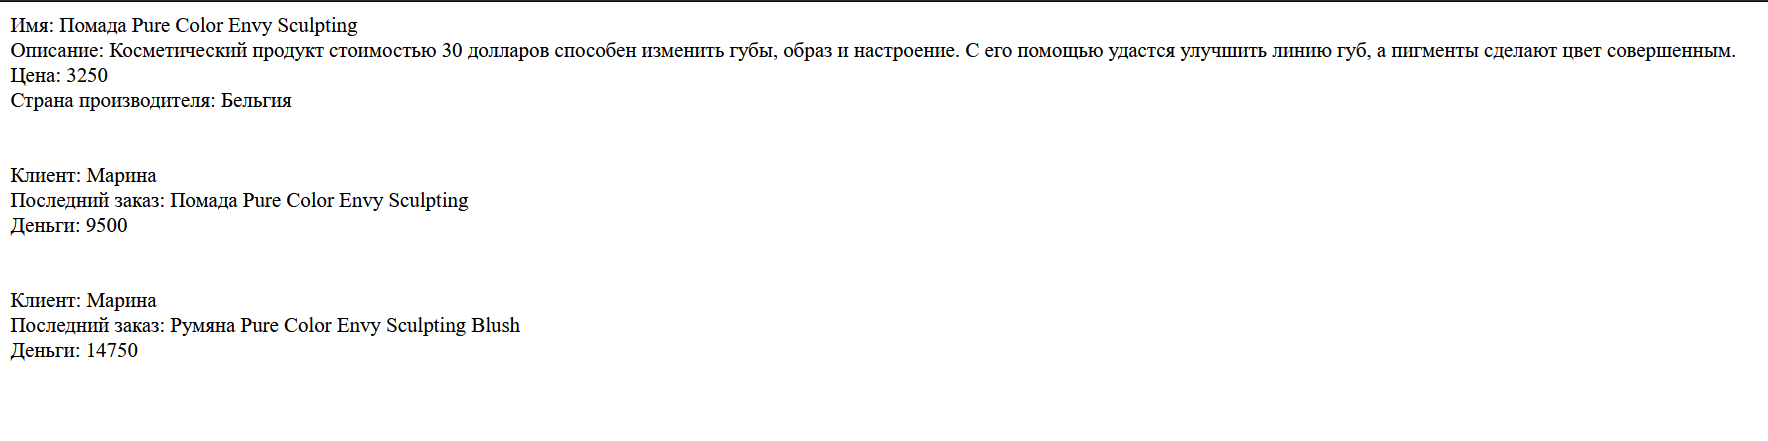 Имя: Помада Pure Color Envy Sculpting
Описание: Косметический продукт стоимостью 30 долларов способен изменить губы, образ и настроение. С его помощью удастся улучшить линию губ, а пигменты сделают цвет совершенным.
Цена: 3250
Страна производителя: Бельгия
Клиент: Марина
Последний заказ: Помада Pure Color Envy Sculpting
Деньги: 9500
Клиент: Марина
Последний заказ: Румяна Pure Color Envy Sculpting Blush
Деньги: 14750